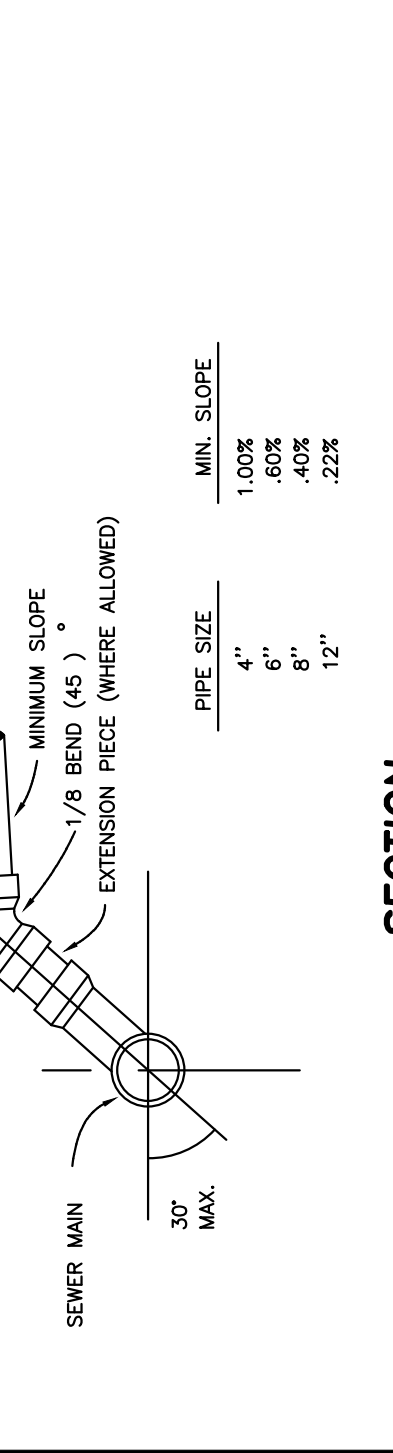 MINIMUM SLOPE
1/8 BEND (45°)
EXTENSION PIECE (WHERE ALLOWED)
SEWER MAIN
30°
MAX.
PIPE SIZE MIN. SLOPE
4" 1.00%
6" .60%
8" .40%
12" .22%